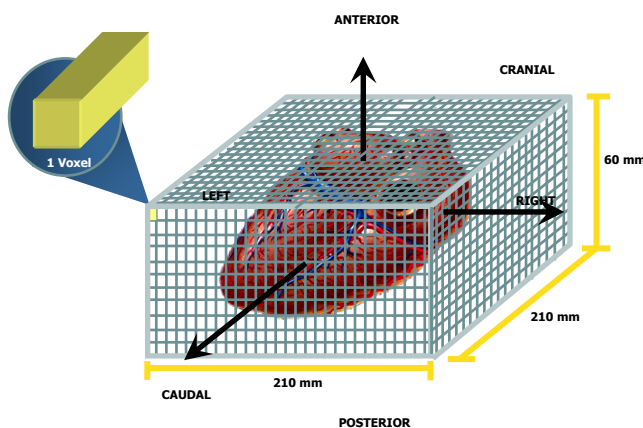 ANTERIOR
CRANIAL
1 Voxel
60 mm
LEFT
RIGHT
210 mm
210 mm
CAUDAL
POSTERIOR